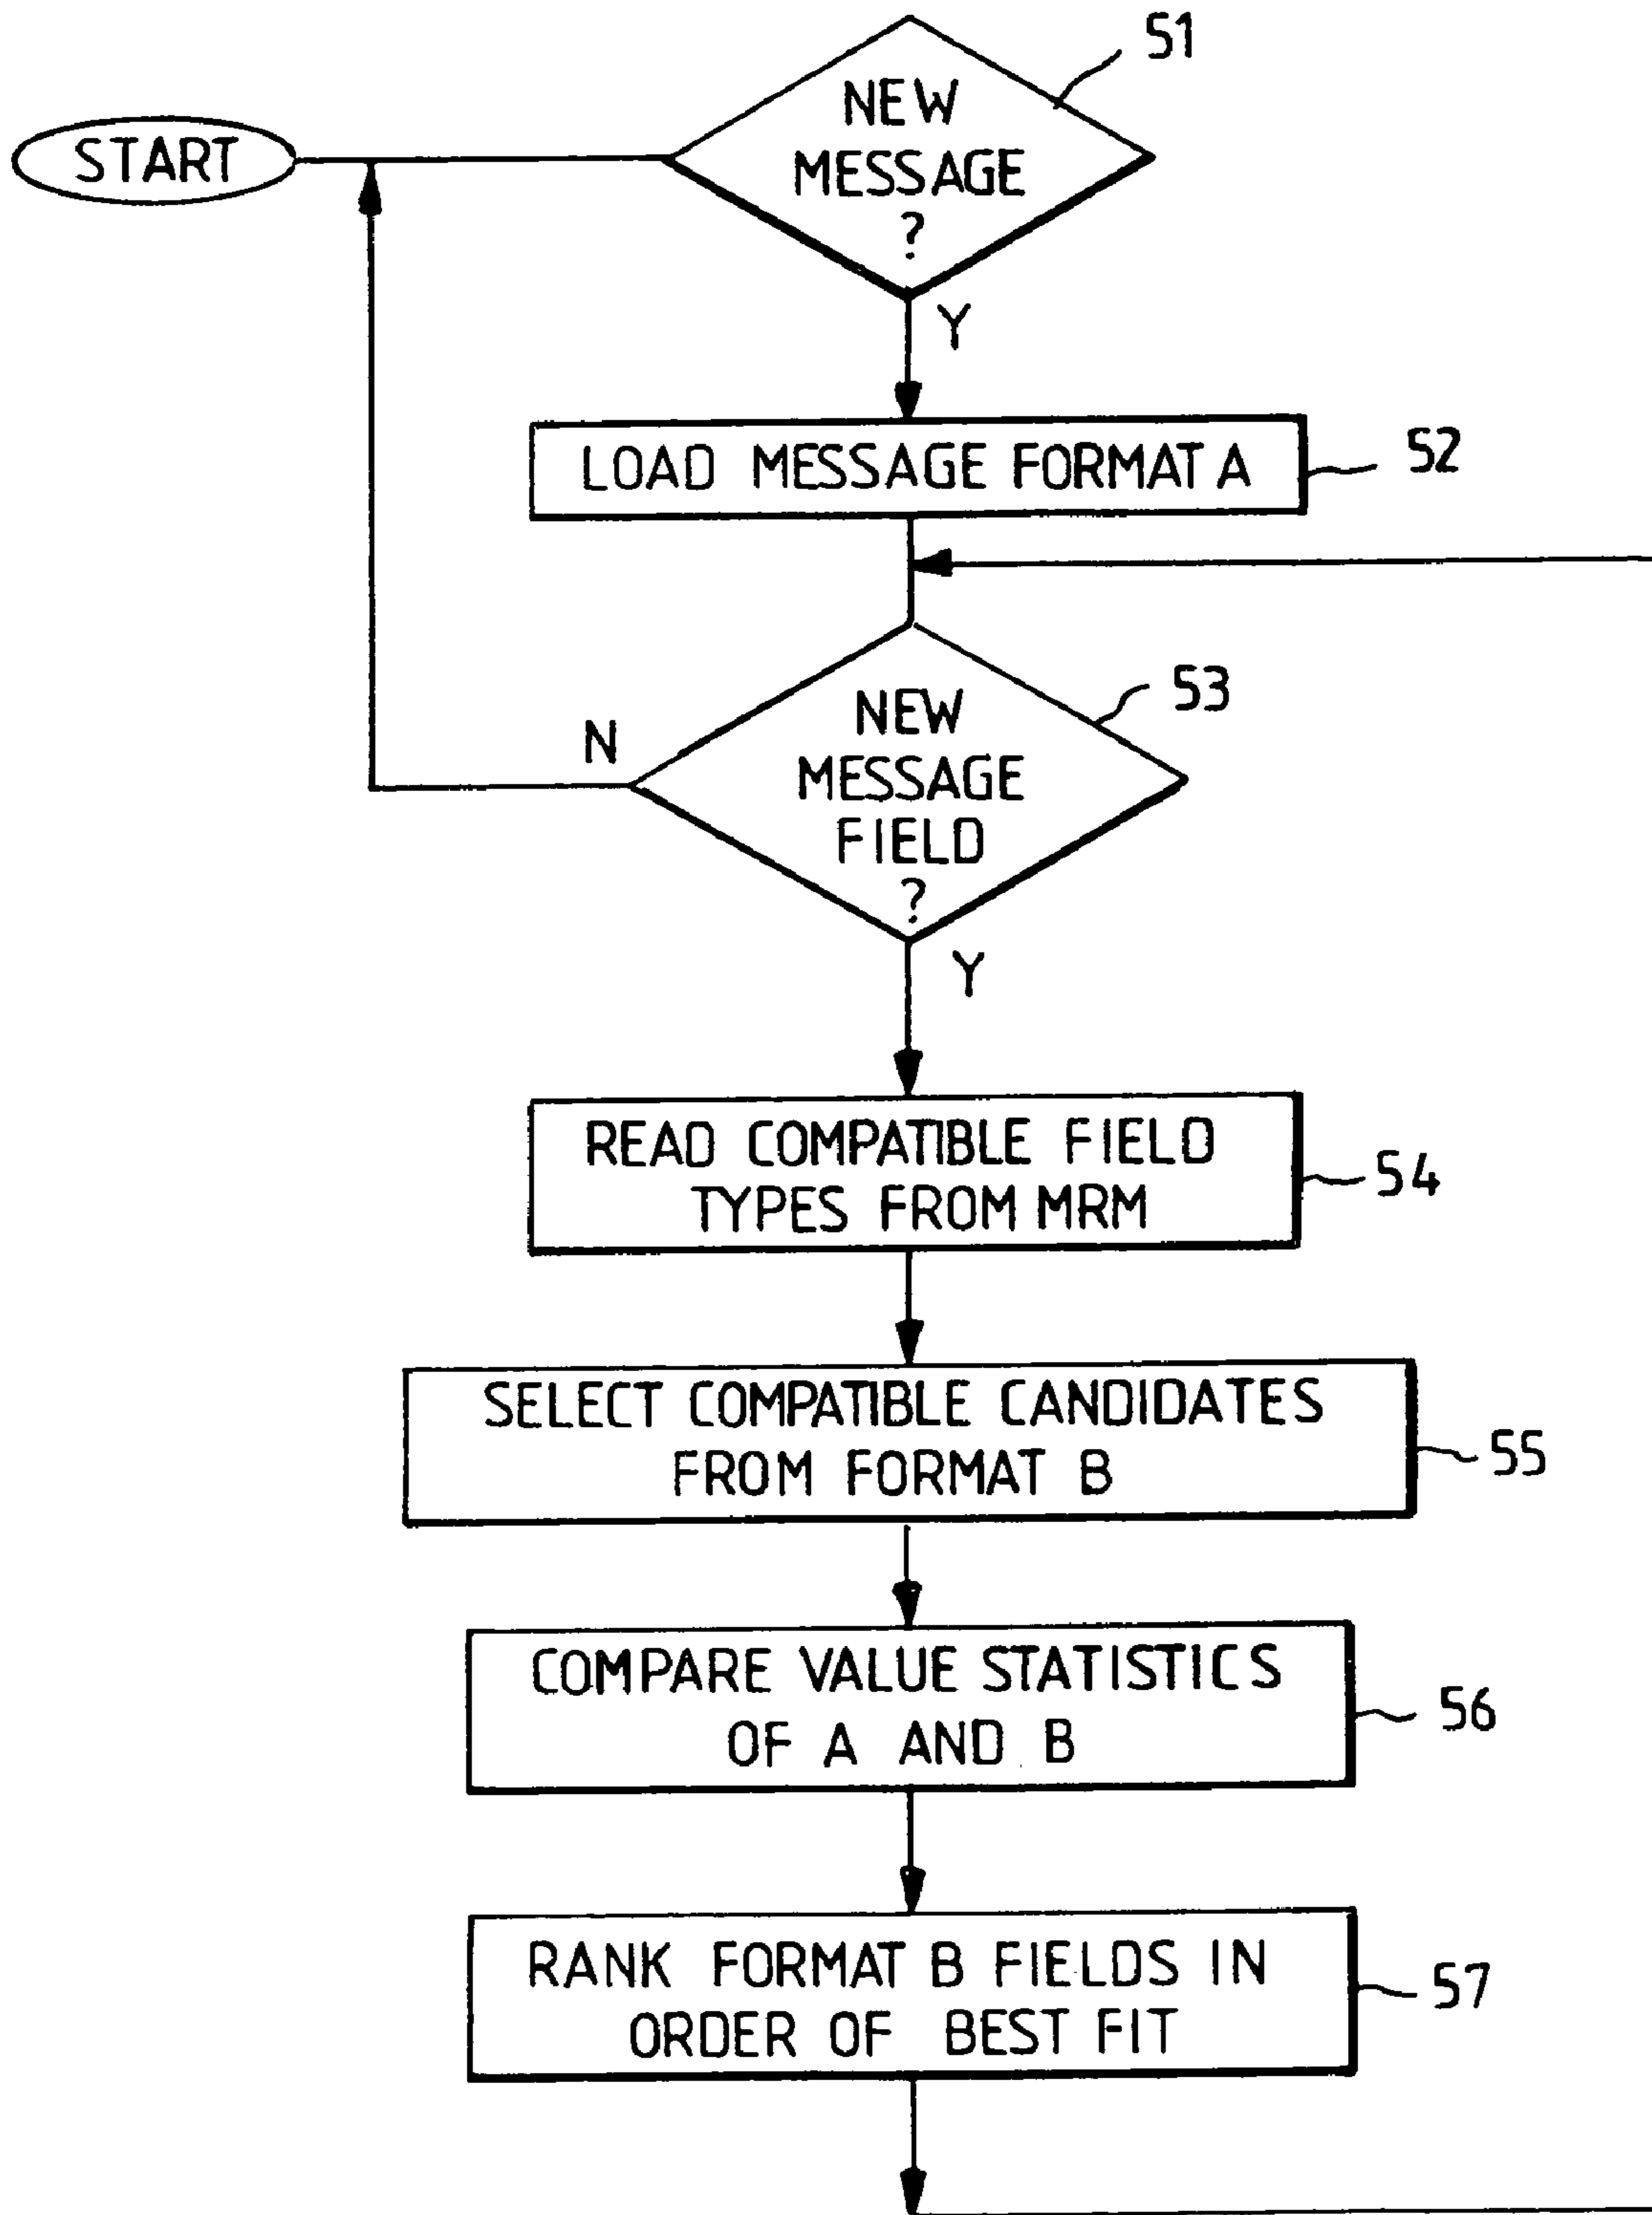 51
NEW
MESSAGE
?
START
Y
LOAD MESSAGE FORMAT A
52
53
NEW
MESSAGE
FIELD
?
N
Y
READ COMPATIBLE FIELD
TYPES FROM MRM
54
SELECT COMPATIBLE CANDIDATES
FROM FORMAT B
55
COMPARE VALUE STATISTICS
OF A AND B
56
RANK FORMAT B FIELDS IN
ORDER OF BEST FIT
57